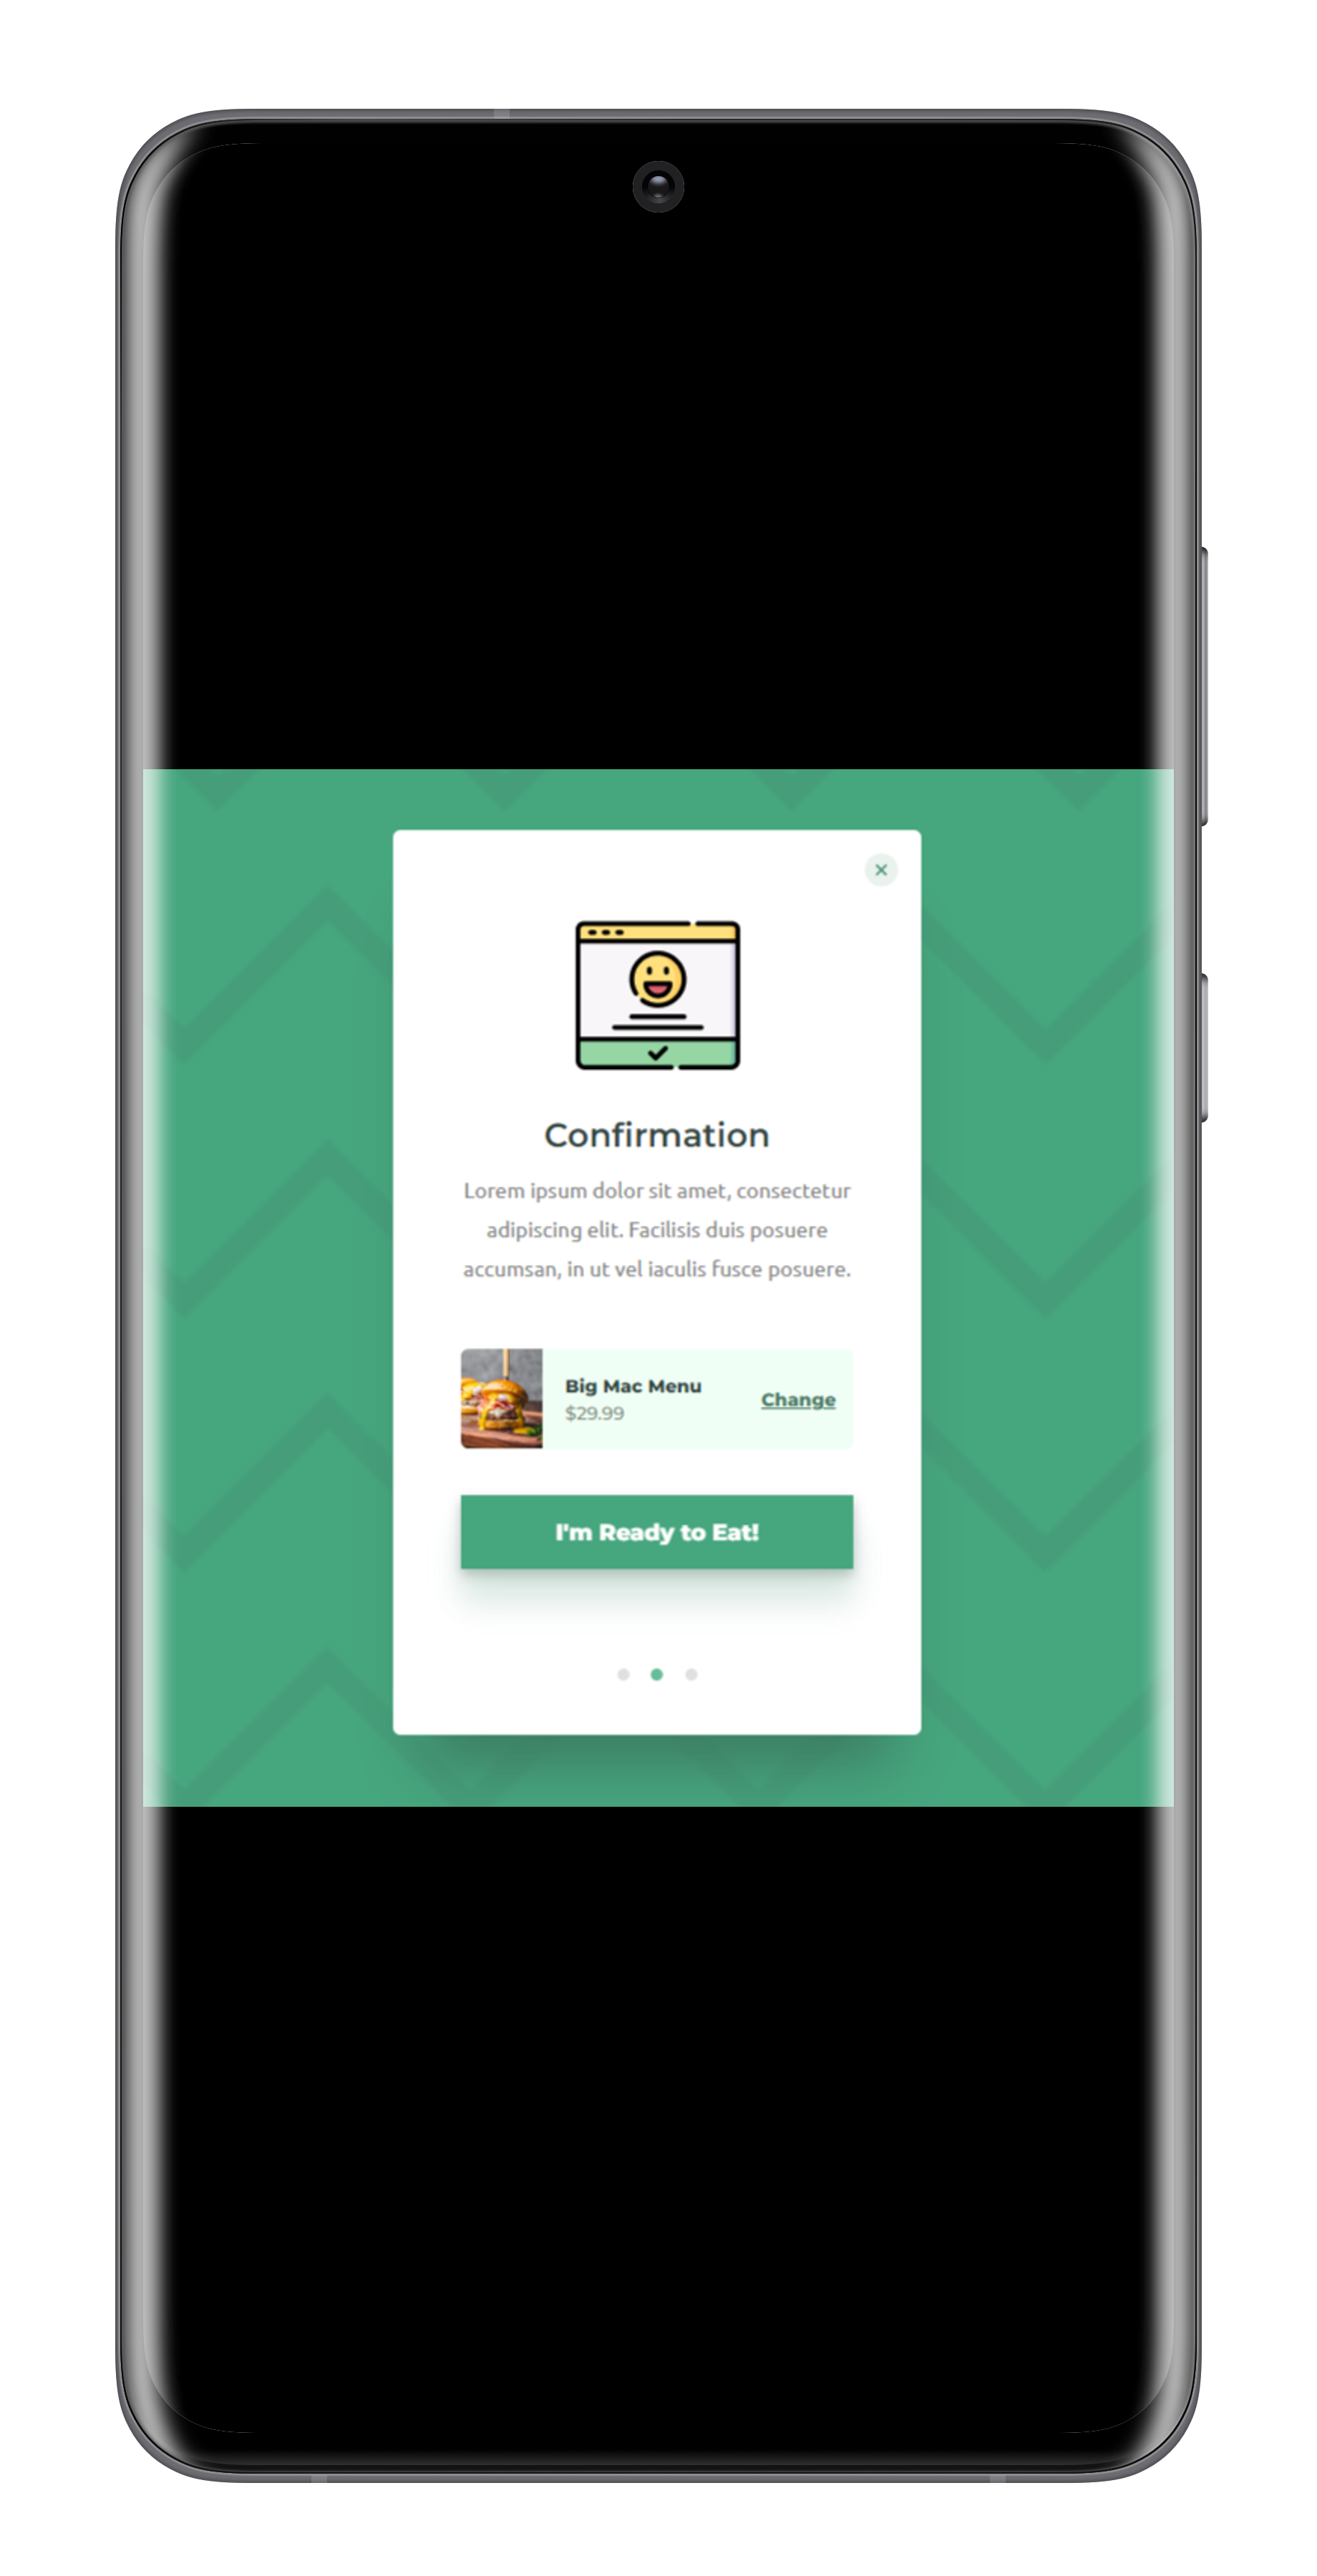 Confirmation
Lorem ipsum dolor sit amet, consectetur
adipiscing elit. Facilisis duis posuere
accumsan, in ut vel iaculis fusce posuere.
Big Mac Menu
$29.99
Change
I'm Ready to Eat!